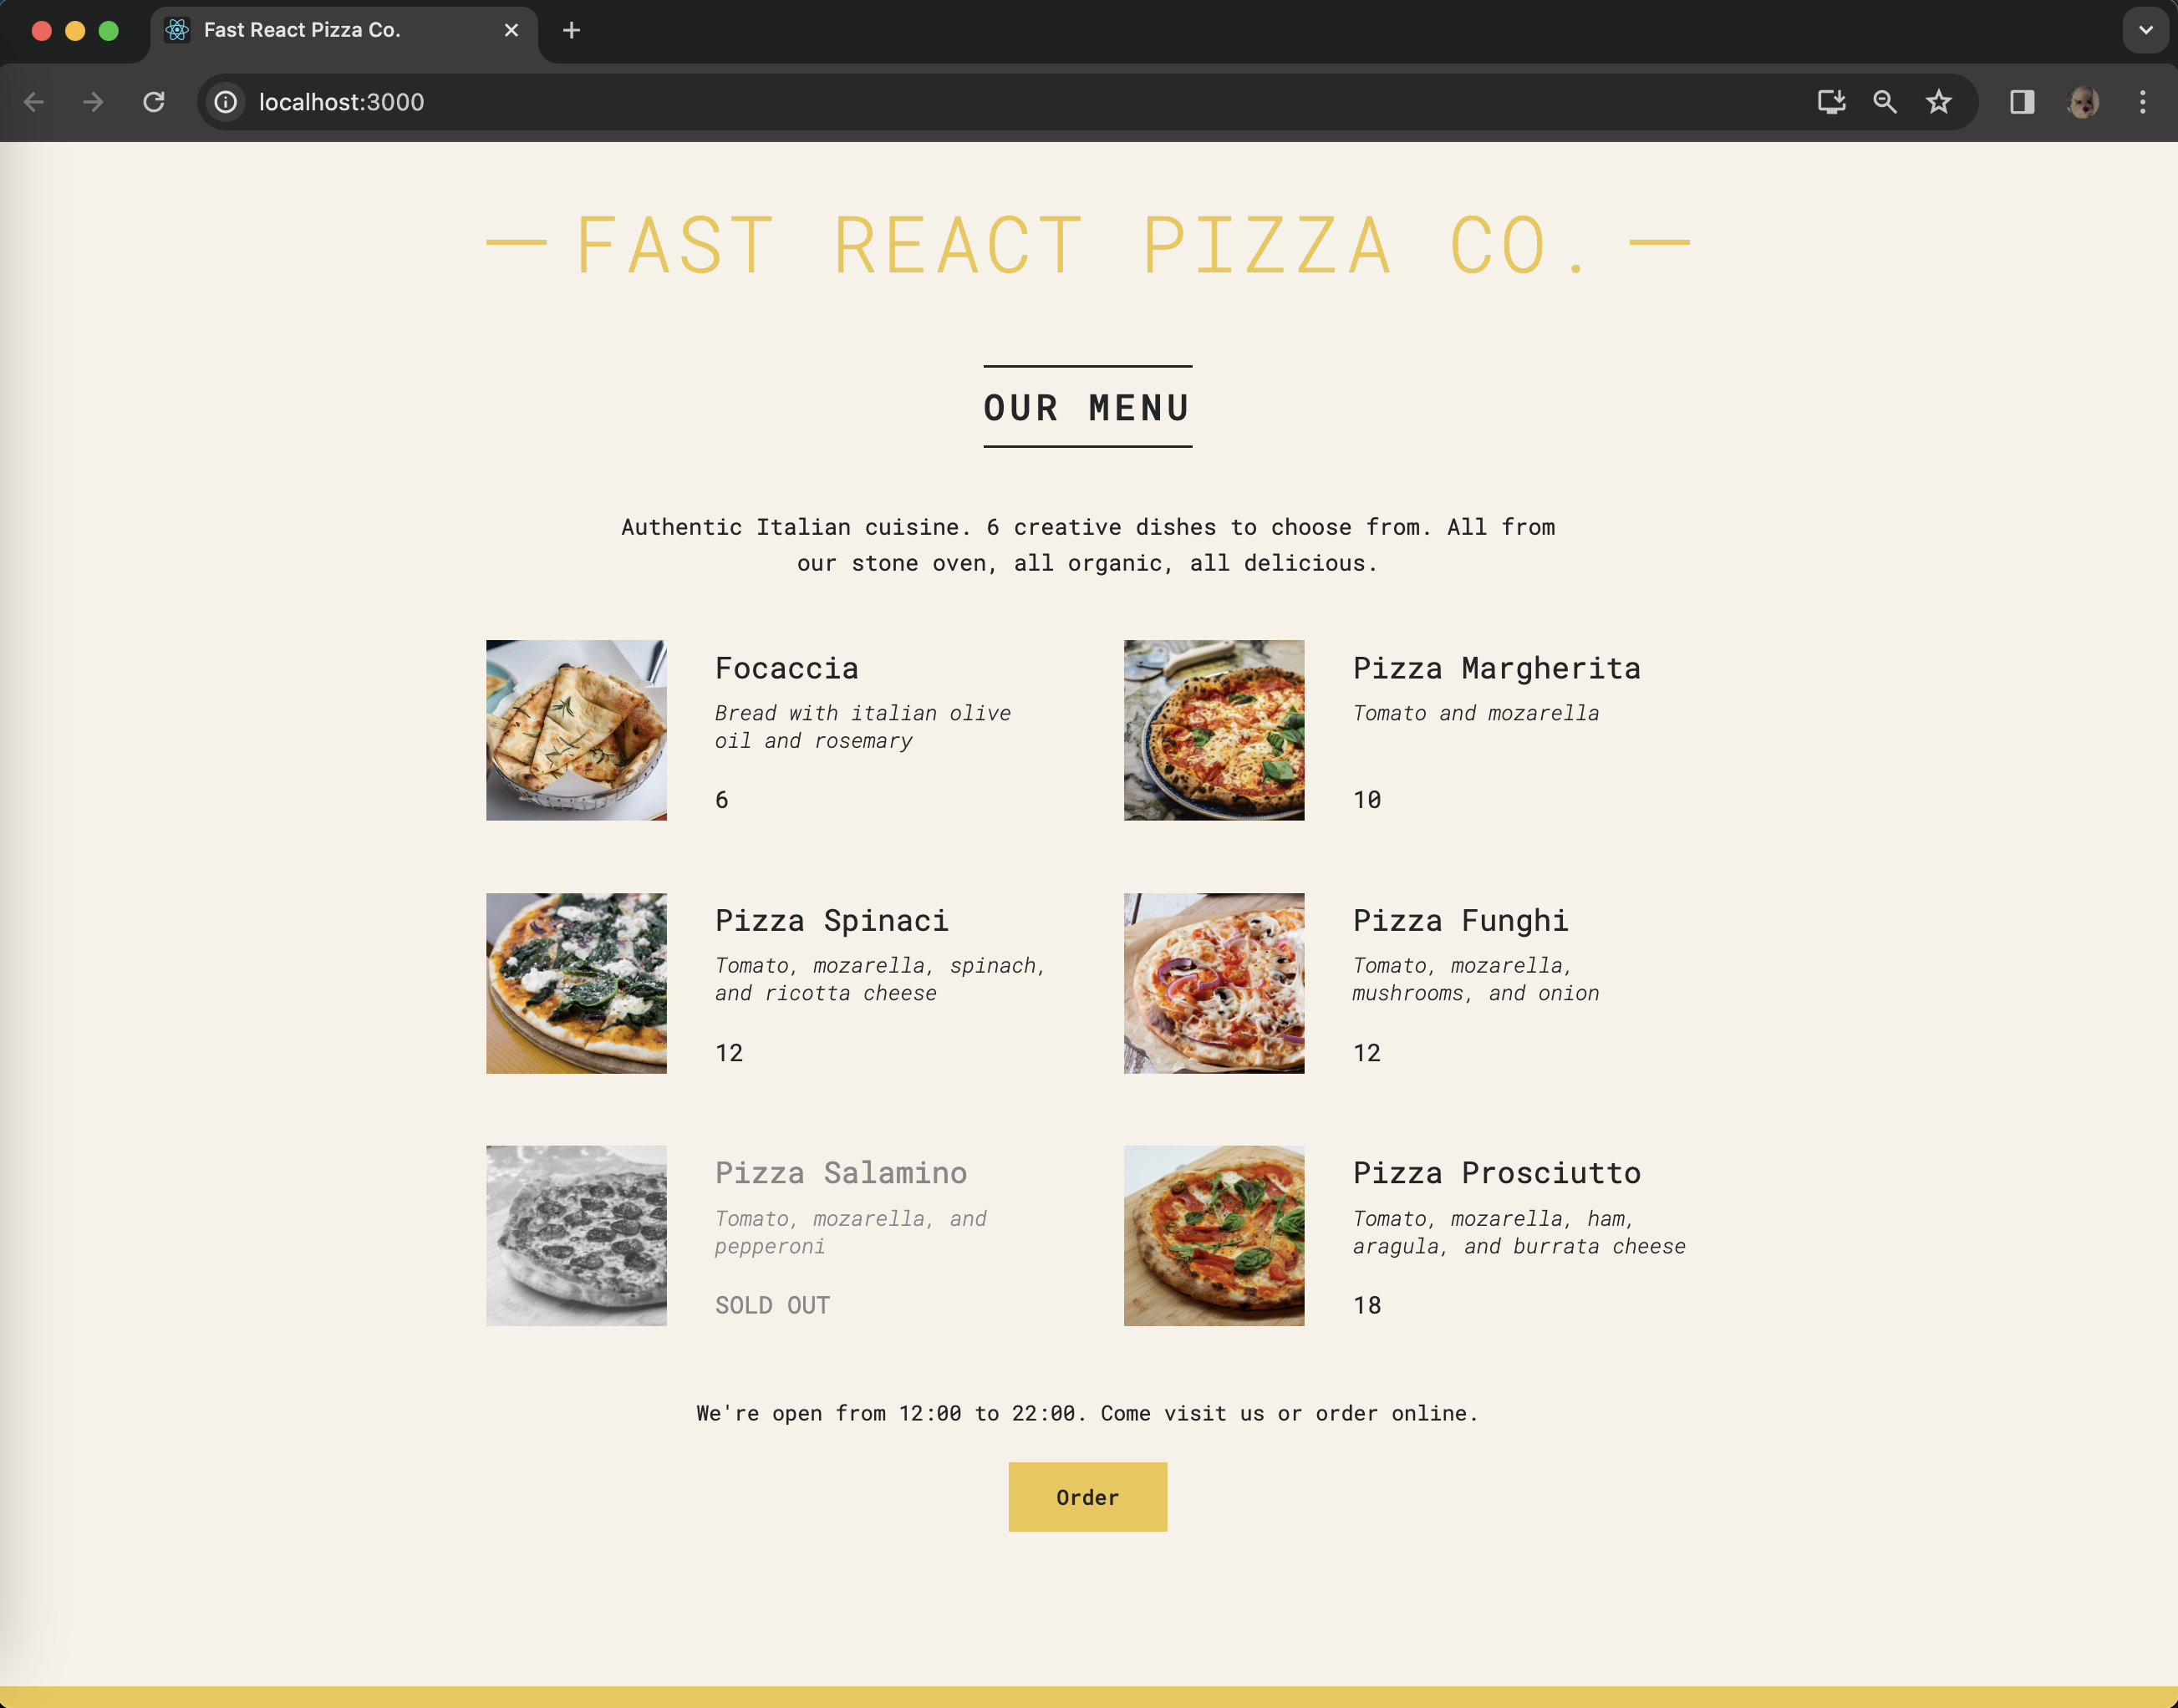 Fast React Pizza Co.
localhost:3000
FAST REACT PIZZA CO.
OUR MENU
Authentic Italian cuisine. 6 creative dishes to choose from. All from
our stone oven, all organic, all delicious.
Focaccia
Bread with italian olive
oil and rosemary
6
Pizza Margherita
Tomato and mozarella
10
Pizza Spinaci
Tomato, mozarella, spinach,
and ricotta cheese
12
Pizza Funghi
Tomato, mozarella,
mushrooms, and onion
12
Pizza Salamino
Tomato, mozarella, and
pepperoni
SOLD OUT
Pizza Prosciutto
Tomato, mozarella, ham,
aragula, and burrata cheese
18
We're open from 12:00 to 22:00. Come visit us or order online.
Order